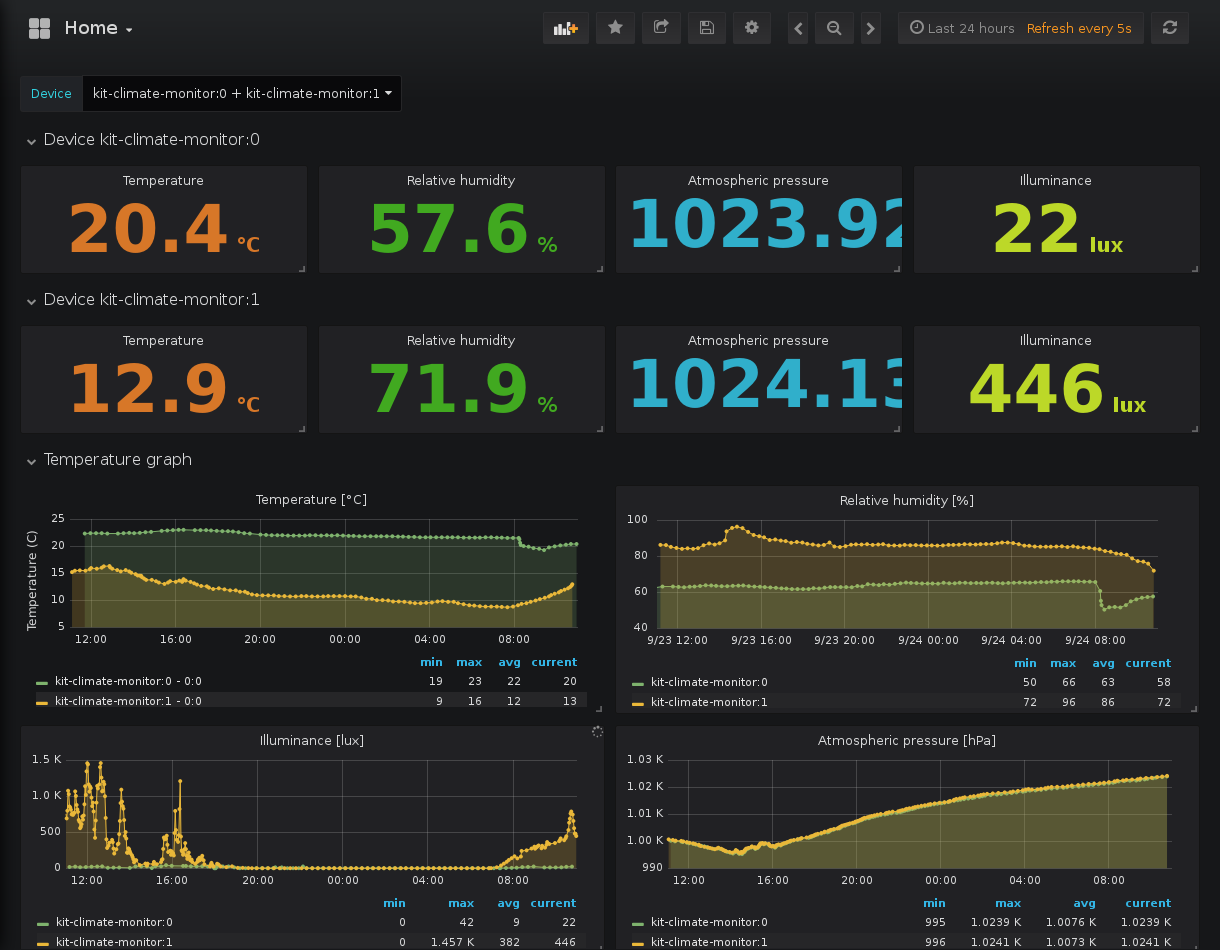 Home
Last 24 hours Refresh every 5s
Device kit-climate-monitor:0 + kit-climate-monitor:1
Device kit-climate-monitor:0
Temperature Relative humidity Atmospheric pressure Illuminance
20.4 °C 57.6 % 1023.92 22 lux
Device kit-climate-monitor:1
Temperature Relative humidity Atmospheric pressure Illuminance
12.9 °C 71.9 % 1024.13 446 lux
Temperature graph
Temperature [°C]
Temperature (C)
25
20
15
10
5
12:00 16:00 20:00 00:00 04:00 08:00
min max avg current
kit-climate-monitor:0 - 0:0 19 23 22 20
kit-climate-monitor:1 - 0:0 9 16 12 13
Relative humidity [%]
100
80
60
40
9/23 12:00 9/23 16:00 9/23 20:00 9/24 00:00 9/24 04:00 9/24 08:00
min max avg current
kit-climate-monitor:0 50 66 63 58
kit-climate-monitor:1 72 96 86 72
Illuminance [lux]
1.5 K
1.0 K
500
0
12:00 16:00 20:00 00:00 04:00 08:00
min max avg current
kit-climate-monitor:0 0 42 9 22
kit-climate-monitor:1 0 1.457 K 382 446
Atmospheric pressure [hPa]
1.03 K
1.02 K
1.01 K
1.00 K
990
12:00 16:00 20:00 00:00 04:00 08:00
min max avg current
kit-climate-monitor:0 995 1.0239 K 1.0076 K 1.0239 K
kit-climate-monitor:1 996 1.0241 K 1.0073 K 1.0241 K